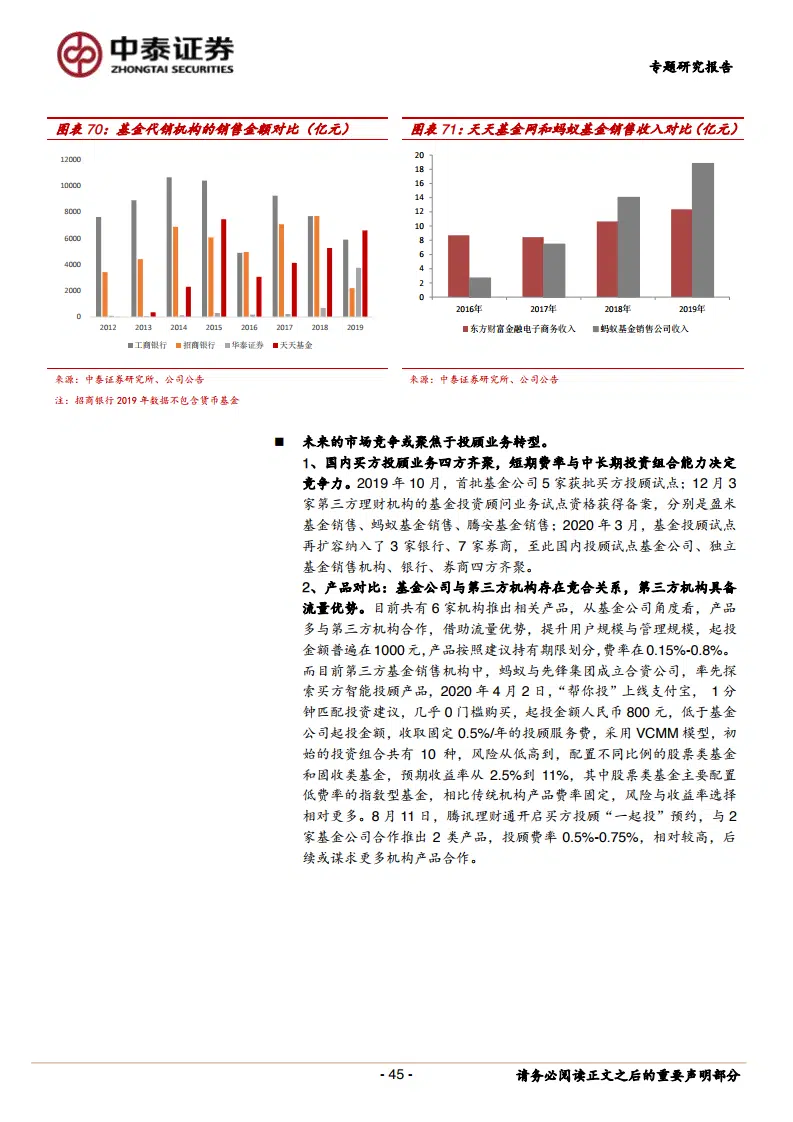 中泰证券
ZHONGTAI SECURITIES
专题研究报告
图表 70：基金代销机构的销售金额对比（亿元）
12000
10000
8000
6000
4000
2000
0
2012 2013 2014 2015 2016 2017 2018 2019
工商银行 招商银行 华泰证券 天天基金
来源：中泰证券研究所、公司公告
注：招商银行 2019 年数据不包含货币基金
图表 71：天天基金网和蚂蚁基金销售收入对比（亿元）
20
18
16
14
12
10
8
6
4
2
0
2016年 2017年 2018年 2019年
东方财富金融电子商务收入 蚂蚁基金销售公司收入
来源：中泰证券研究所、公司公告
■ 未来的市场竞争或聚焦于投顾业务转型。
1、国内买方投顾业务四方齐聚，短期费率与中长期投资组合能力决定
竞争力。2019 年 10 月，首批基金公司 5 家获批买方投顾试点；12 月 3
家第三方理财机构的基金投资顾问业务试点资格获得备案，分别是盈米
基金销售、蚂蚁基金销售、腾安基金销售；2020 年 3 月，基金投顾试点
再扩容纳入了 3 家银行、7 家券商，至此国内投顾试点基金公司、独立
基金销售机构、银行、券商四方齐聚。
2、产品对比：基金公司与第三方机构存在竞合关系，第三方机构具备
流量优势。目前共有 6 家机构推出相关产品，从基金公司角度看，产品
多与第三方机构合作，借助流量优势，提升用户规模与管理规模，起投
金额普遍在 1000 元，产品按照建议持有期限划分，费率在 0.15%-0.8%。
而目前第三方基金销售机构中，蚂蚁与先锋集团成立合资公司，率先探
索买方智能投顾产品，2020 年 4 月 2 日，“帮你投”上线支付宝， 1 分
钟匹配投资建议，几乎 0 门槛购买，起投金额人民币 800 元，低于基金
公司起投金额，收取固定 0.5%/年的投顾服务费，采用 VCMM 模型，初
始的投资组合共有 10 种，风险从低高到，配置不同比例的股票类基金
和固收类基金，预期收益率从 2.5%到 11%，其中股票类基金主要配置
低费率的指数型基金，相比传统机构产品费率固定，风险与收益率选择
相对更多。8 月 11 日，腾讯理财通开启买方投顾“一起投”预约，与 2
家基金公司合作推出 2 类产品，投顾费率 0.5%-0.75%，相对较高，后
续或谋求更多机构产品合作。
- 45 -
请务必阅读正文之后的重要声明部分